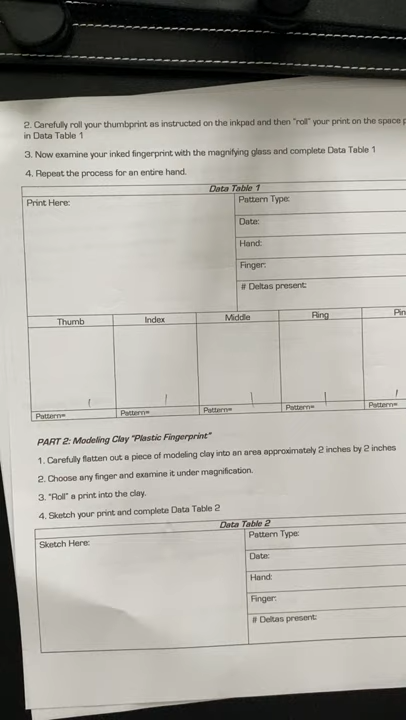 2. Carefully roll your thumbprint as instructed on the inkpad and then "roll" your print on the space
in Data Table 1
3. Now examine your inked fingerprint with the magnifying glass and complete Data Table 1
4. Repeat the process for an entire hand.
Data Table 1
Print Here:
Pattern Type:
Date:
Hand:
Finger:
# Deltas present:
Thumb Index Middle Ring Pin
Pattern= Pattern= Pattern= Pattern= Pattern=
PART 2: Modeling Clay "Plastic Fingerprint"
1. Carefully flatten out a piece of modeling clay into an area approximately 2 inches by 2 inches
2. Choose any finger and examine it under magnification.
3. "Roll" a print into the clay.
4. Sketch your print and complete Data Table 2
Data Table 2
Sketch Here:
Pattern Type:
Date:
Hand:
Finger:
# Deltas present: